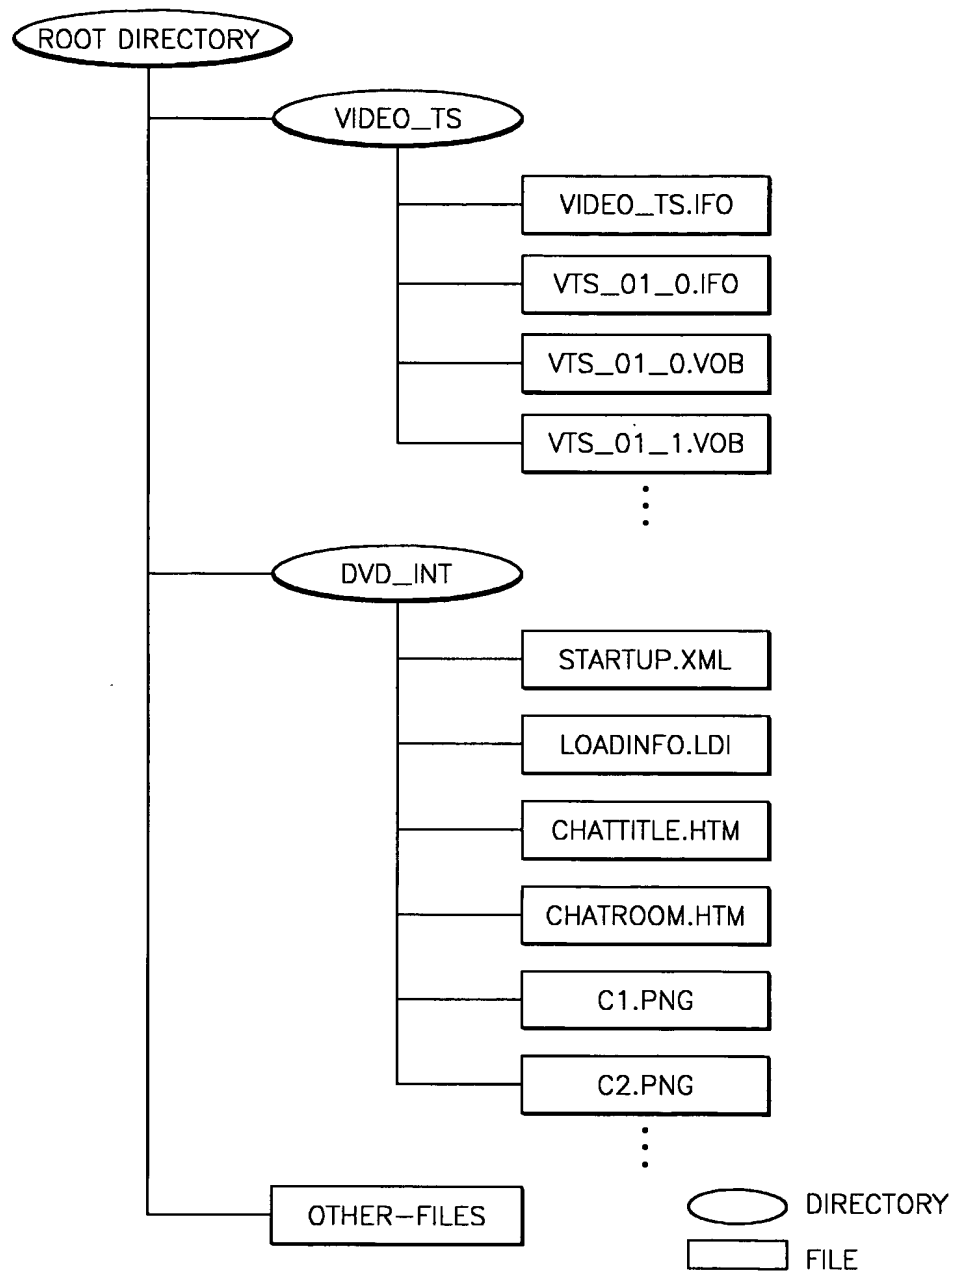 ROOT DIRECTORY
VIDEO_TS
VIDEO_TS.IFO
VTS_01_0.IFO
VTS_01_0.VOB
VTS_01_1.VOB
DVD_INT
STARTUP.XML
LOADINFO.LDI
CHATTITLE.HTM
CHATROOM.HTM
C1.PNG
C2.PNG
OTHER-FILES
DIRECTORY
FILE